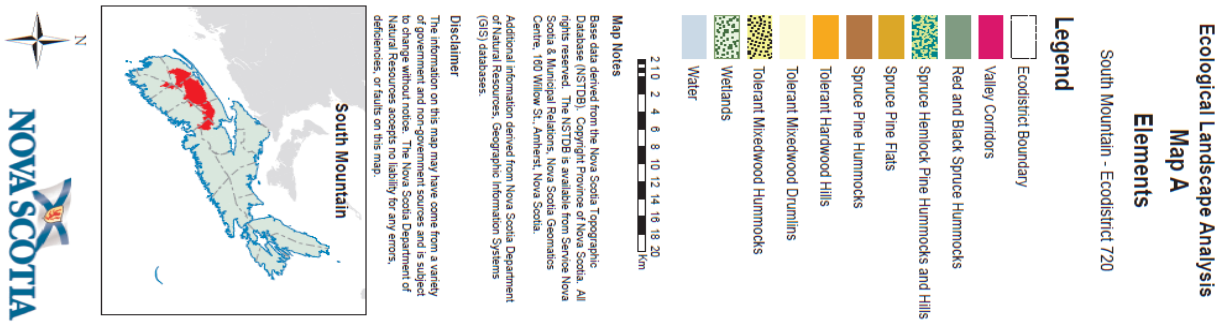 Ecological Landscape Analysis
Map A
Elements
South Mountain - Ecodistrict 720
Legend
Ecodistrict Boundary
Valley Corridors
Red and Black Spruce Hummocks
Spruce Hemlock Pine Hummocks and Hills
Spruce Pine Flats
Spruce Pine Hummocks
Tolerant Hardwood Hills
Tolerant Mixedwood Drumlins
Tolerant Mixedwood Hummocks
Wetlands
Water
2 1 0 2 4 6 8 10 12 14 16 18 20
Km
Map Notes
Base data derived from the Nova Scotia Topographic
Database (NSTDB). Copyright Province of Nova Scotia. All
rights reserved. The NSTDB is available from Service Nova
Scotia & Municipal Relations, Nova Scotia Geomatics
Centre, 160 Willow St., Amherst, Nova Scotia.
Additional information derived from Nova Scotia Department
of Natural Resources, Geographic Information Systems
(GIS) databases.
Disclaimer
The information on this map may have come from a variety
of government and non-government sources and is subject
to change without notice. The Nova Scotia Department of
Natural Resources accepts no liability for any errors,
deficiencies, or faults on this map.
South Mountain
N
NOVA SCOTIA